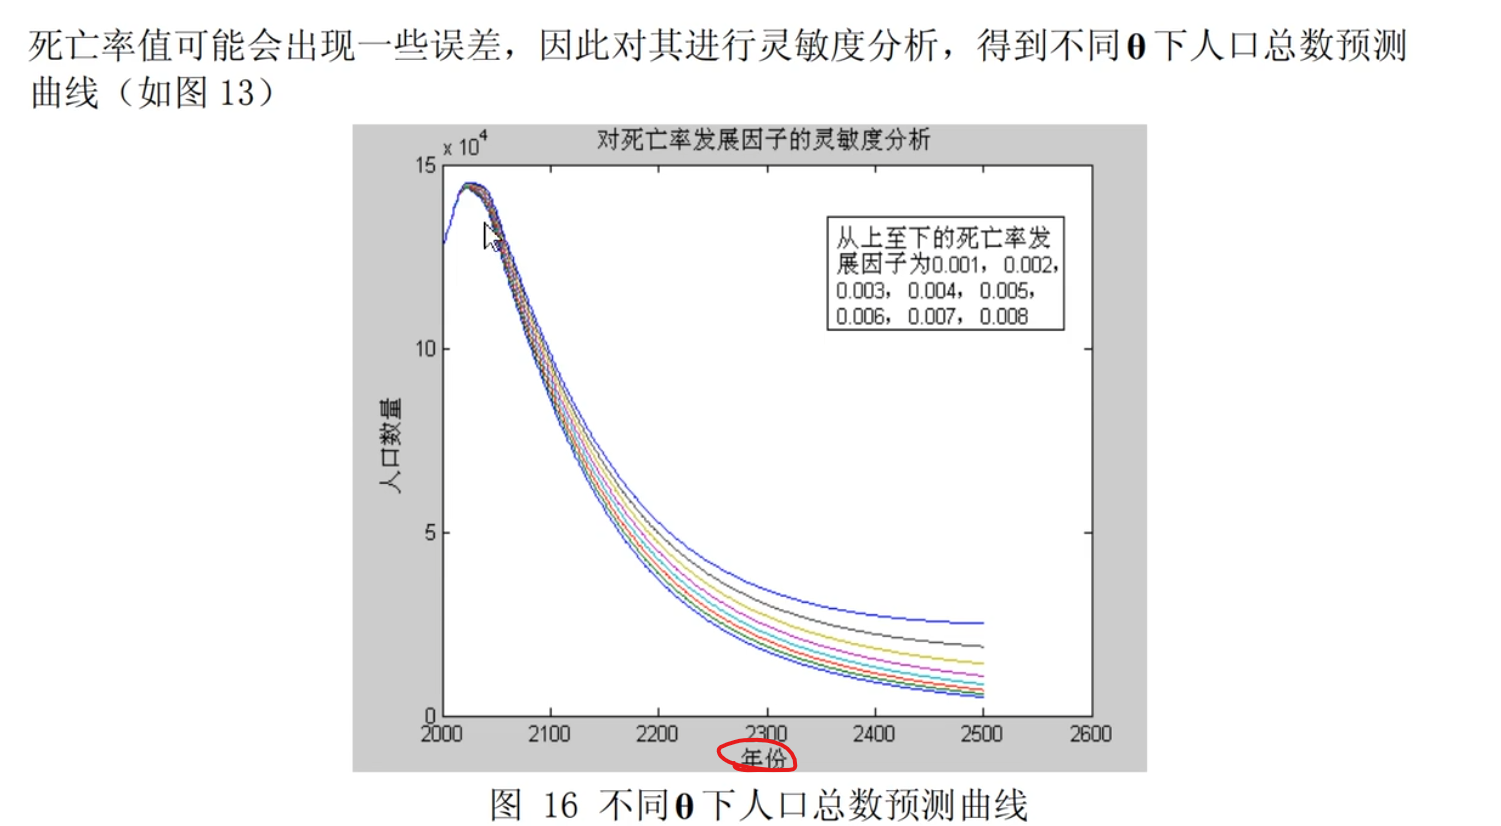 死亡率值可能会出现一些误差，因此对其进行灵敏度分析，得到不同θ下人口总数预测
曲线（如图 13）
对死亡率发展因子的灵敏度分析
x 10⁴
15
10
5
0
人口数量
从上至下的死亡率发
展因子为0.001，0.002，
0.003，0.004，0.005，
0.006，0.007，0.008
2000 2100 2200 2300 2400 2500 2600
年份
图 16 不同θ下人口总数预测曲线